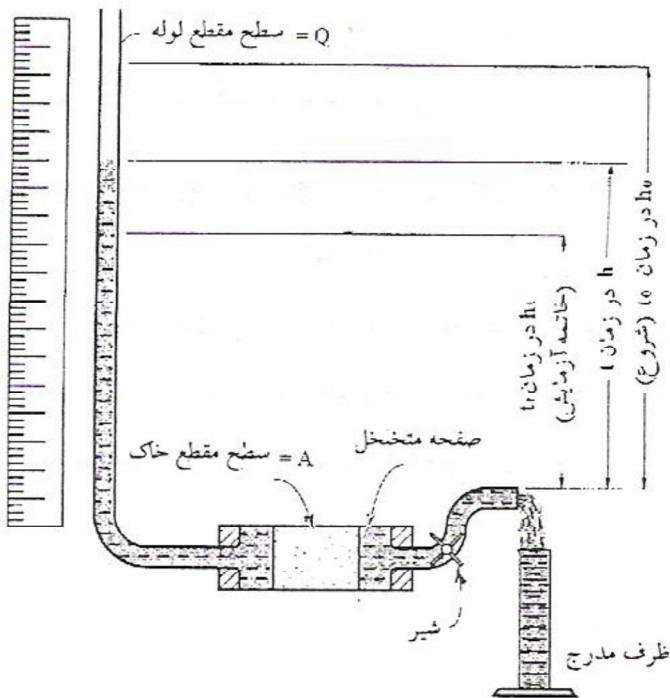 سطح مقطع لوله = Q
h₀ در زمان t₀ (شروع)
h در زمان t
h₁ در زمان t₁
(خاتمه آزمایش)
صفحه متخنخل
سطح مقطع خاک = A
شیر
ظرف مدرج